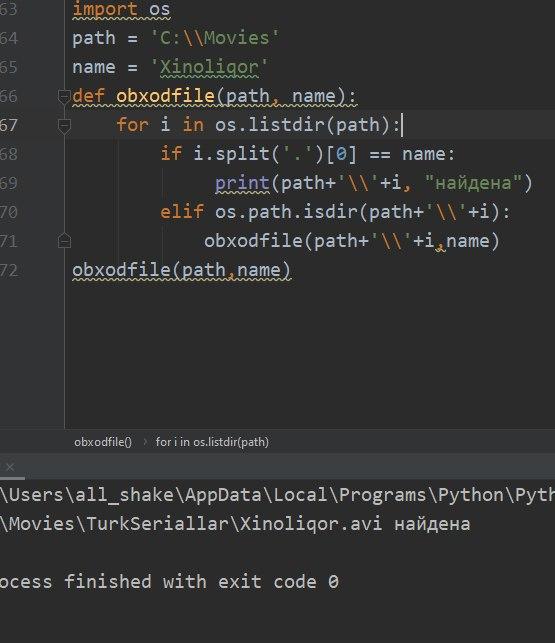 63 import os
64 path = 'C:\\Movies'
65 name = 'Xinoliqor'
66 def obxodfile(path, name):
67 for i in os.listdir(path):
68 if i.split('.')[0] == name:
69 print(path+'\\'+i, "найдена")
70 elif os.path.isdir(path+'\\'+i):
71 obxodfile(path+'\\'+i,name)
72 obxodfile(path,name)
obxodfile() › for i in os.listdir(path)
×
\Users\all_shake\AppData\Local\Programs\Python\Pyth
\Movies\TurkSeriallar\Xinoliqor.avi найдена
ocess finished with exit code 0